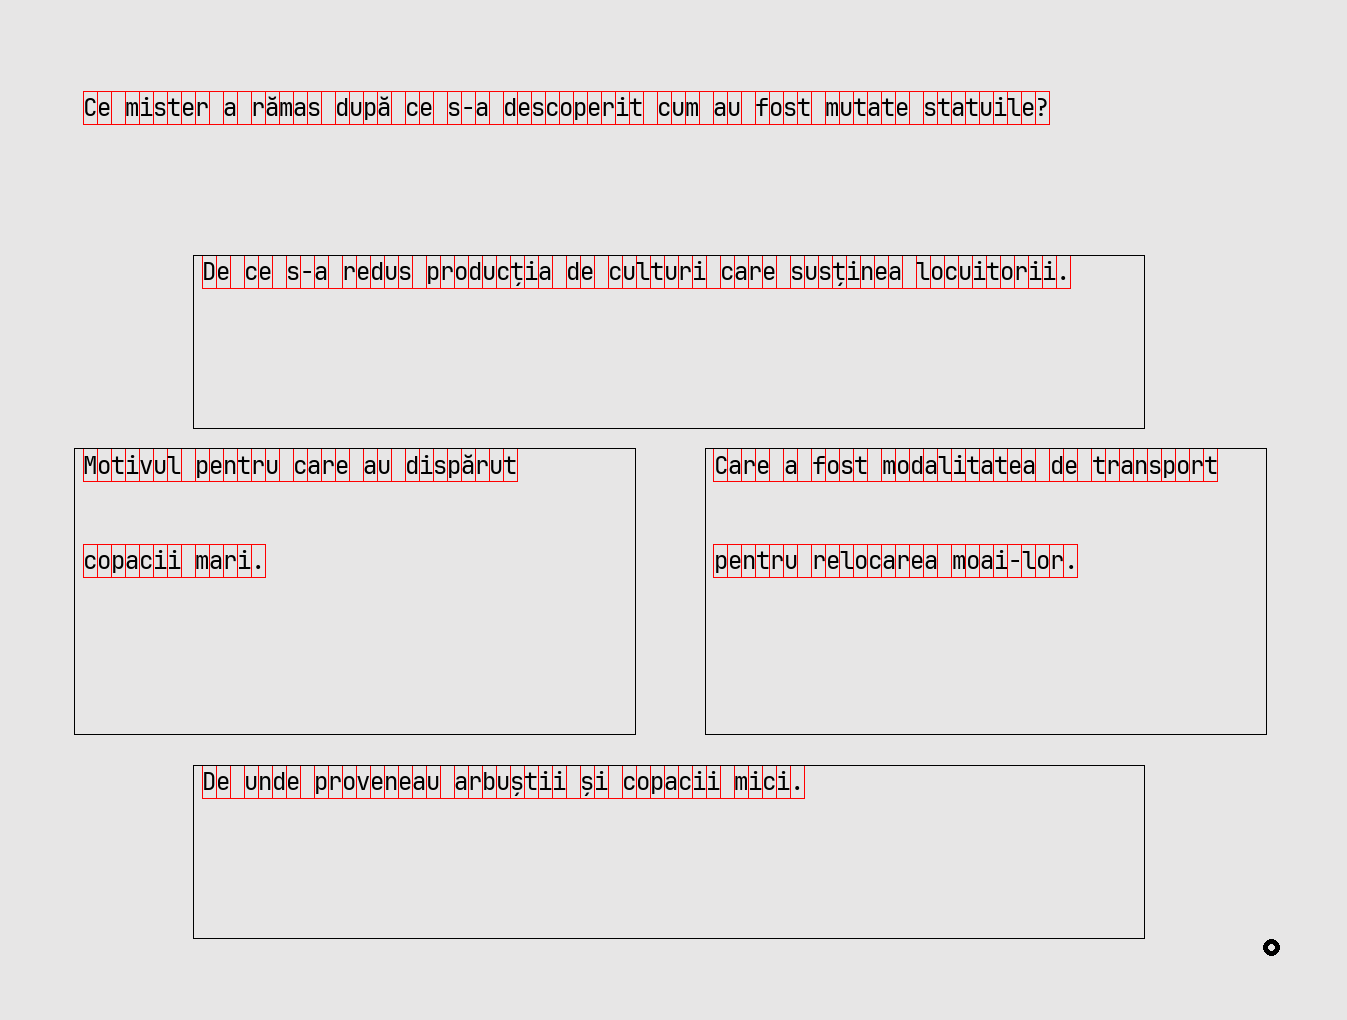 Ce mister a rămas după ce s-a descoperit cum au fost mutate statuile?
De ce s-a redus producția de culturi care susținea locuitorii.
Motivul pentru care au dispărut
copacii mari.
Care a fost modalitatea de transport
pentru relocarea moai-lor.
De unde proveneau arbuștii și copacii mici.